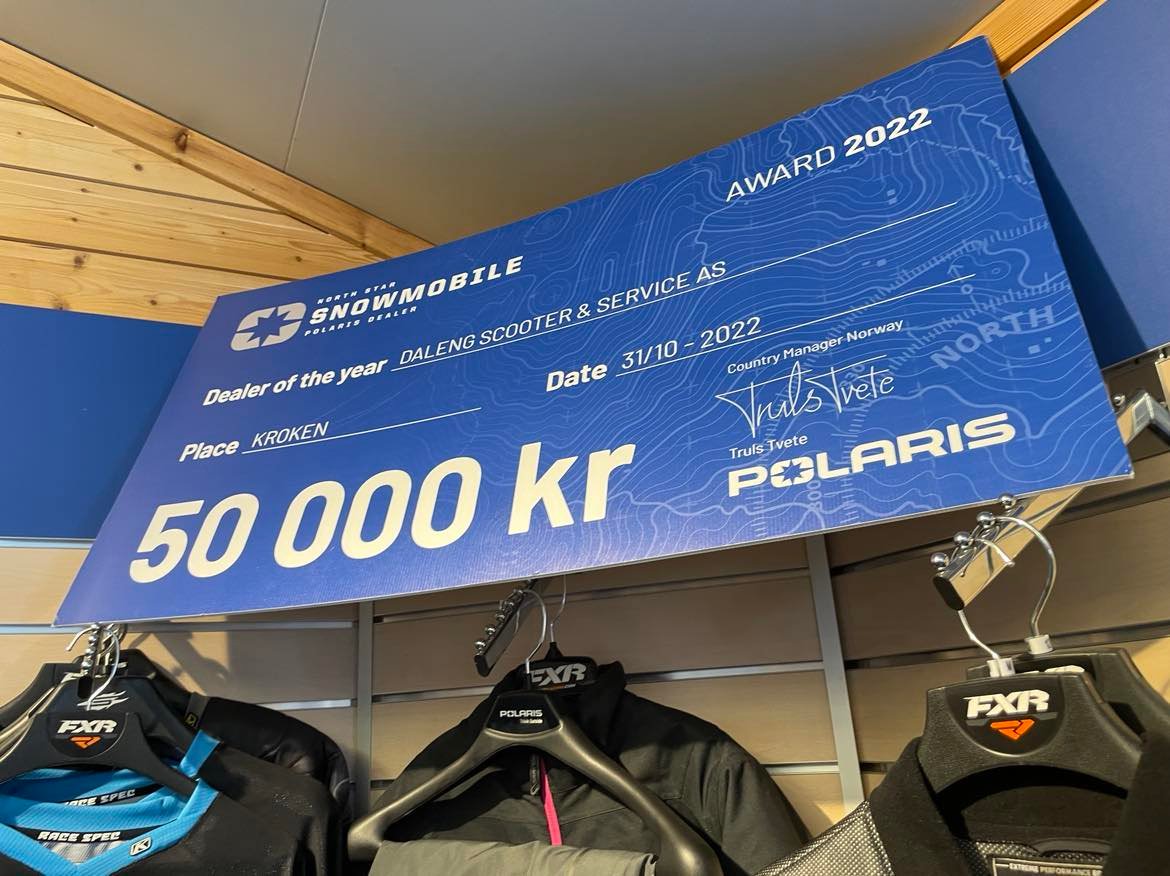 AWARD 2022
NORTH STAR
SNOWMOBILE
POLARIS DEALER
Dealer of the year DALENG SCOOTER & SERVICE AS
Place KROKEN
Date 31/10 - 2022
50 000 kr
Country Manager Norway
Truls Tvete
Truls Tvete
POLARIS
NORTH
FXR
RACE SPEC
RACE SPEC
K
FXR
POLARIS
FXR